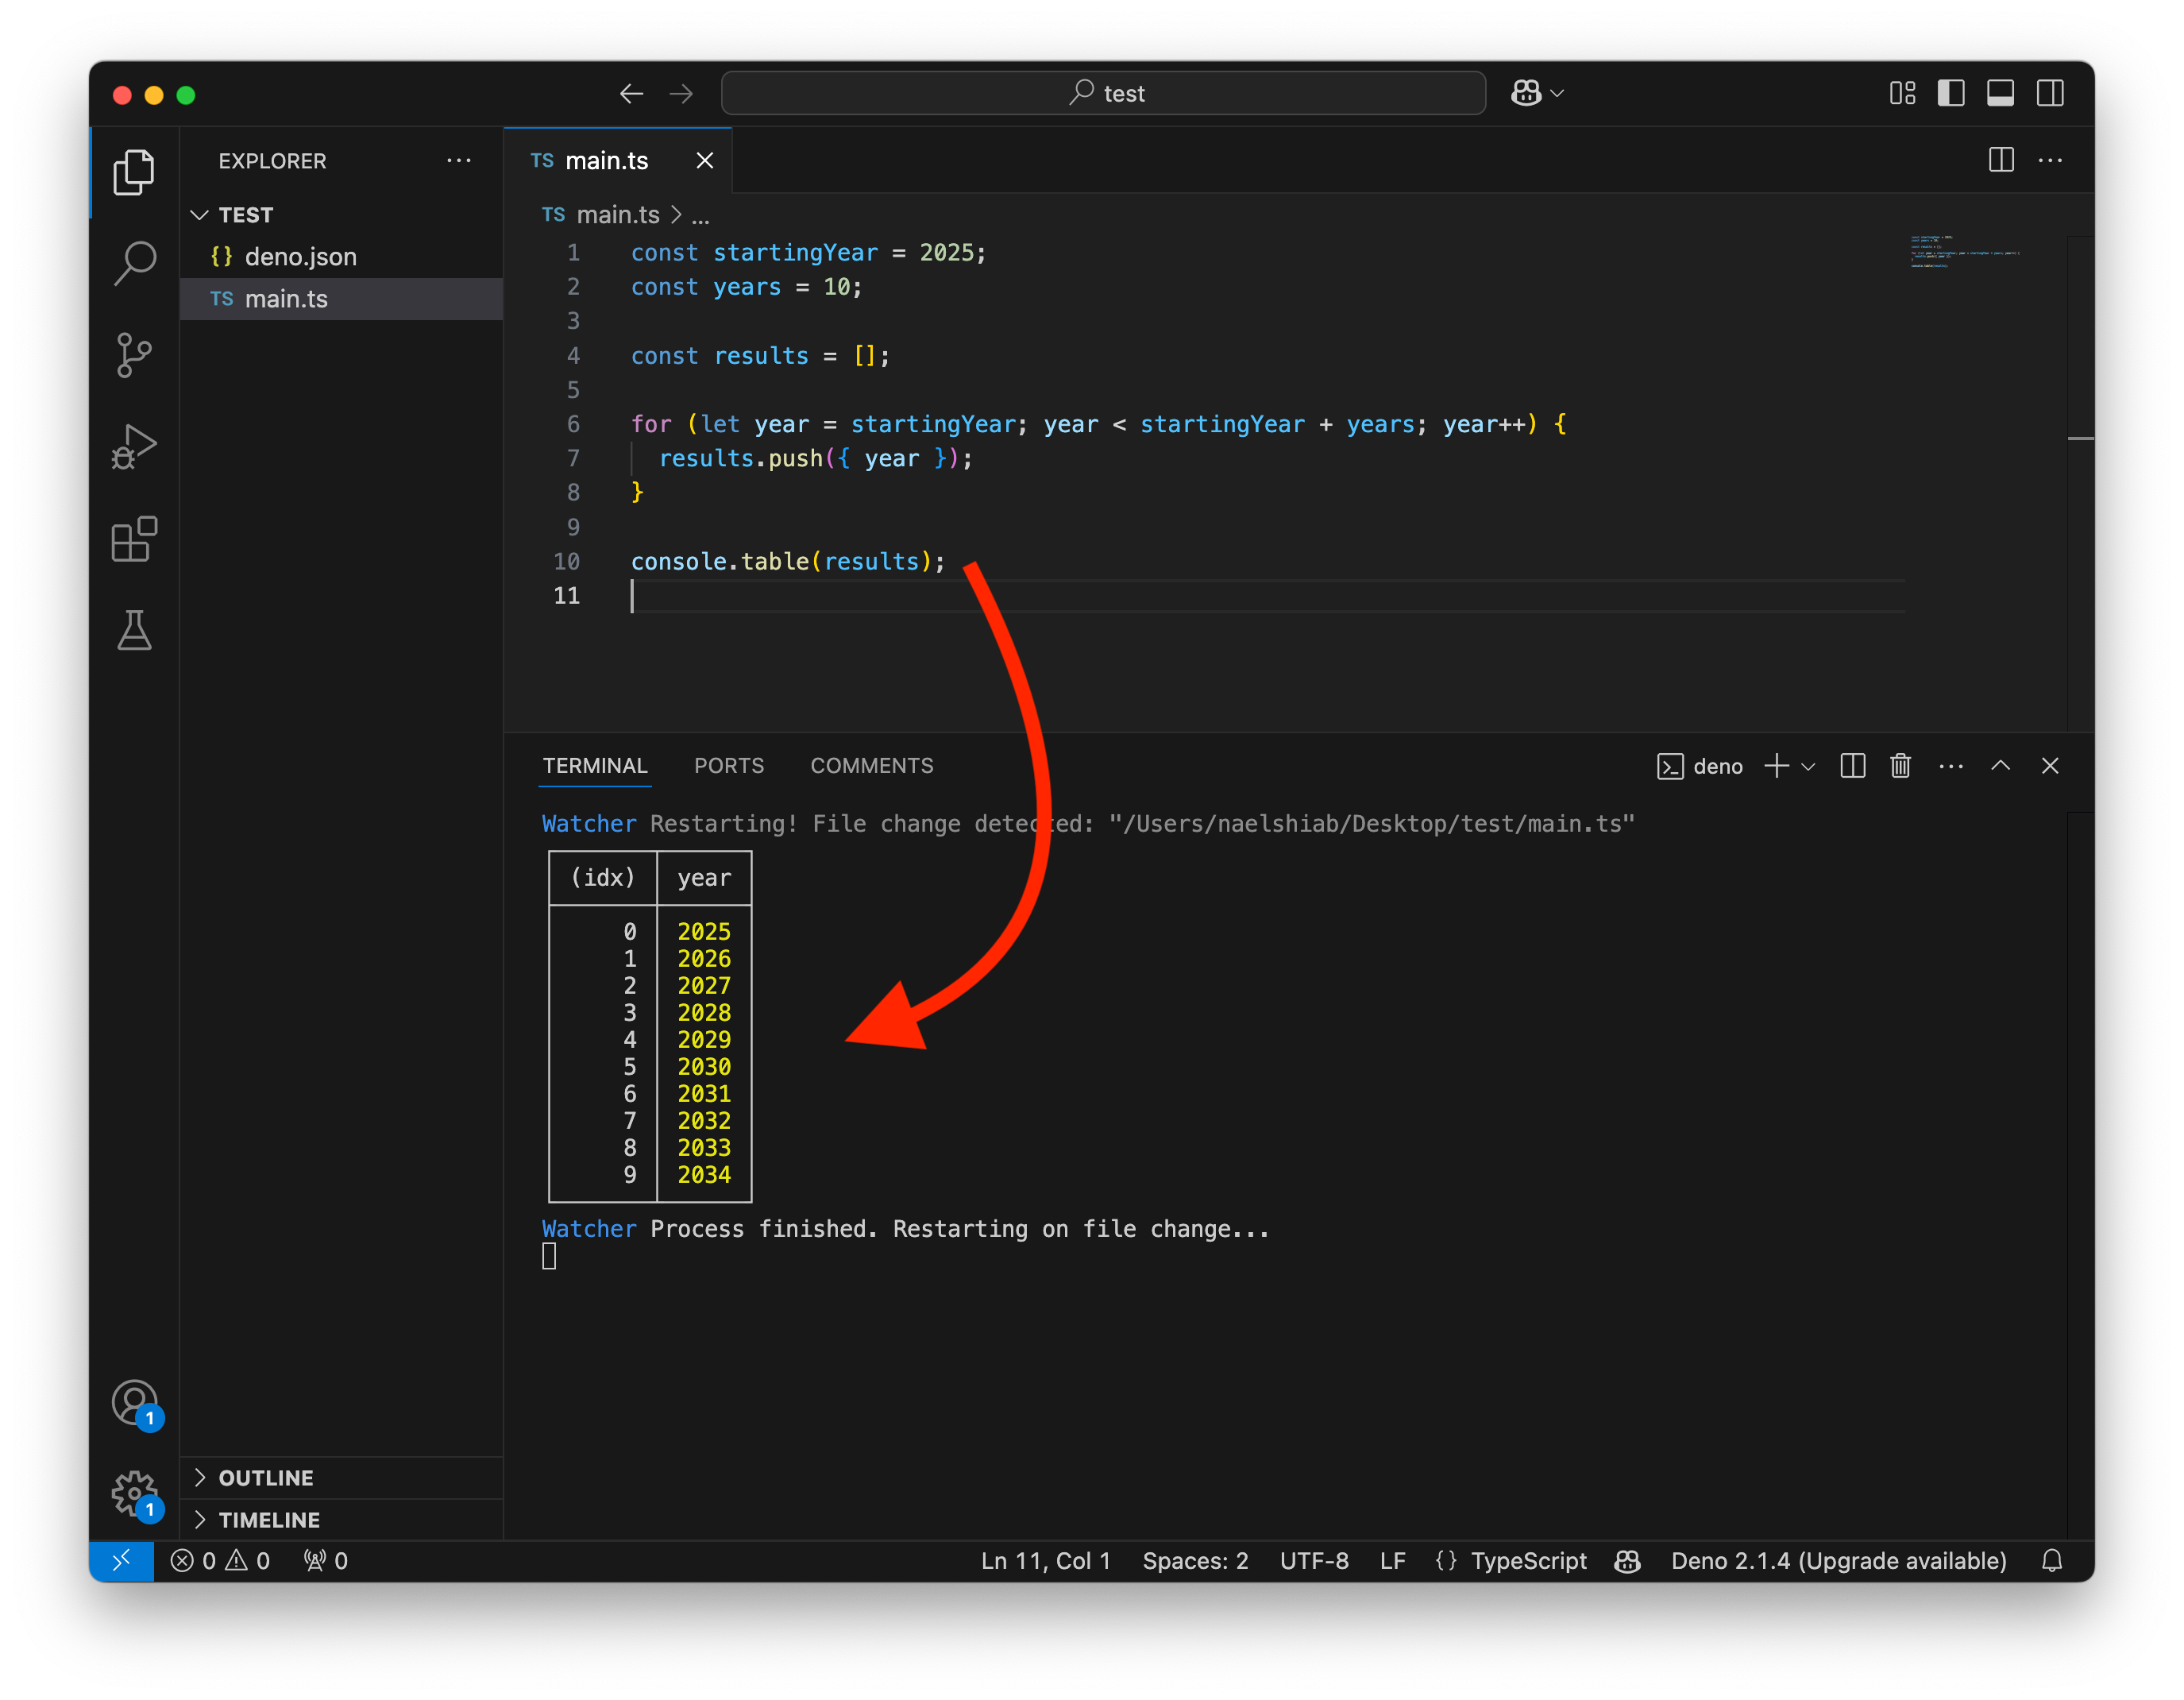 test
EXPLORER
TEST
{} deno.json
TS main.ts
OUTLINE
TIMELINE
TS main.ts
TS main.ts > ...
1 const startingYear = 2025;
2 const years = 10;
3
4 const results = [];
5
6 for (let year = startingYear; year < startingYear + years; year++) {
7 results.push({ year });
8 }
9
10 console.table(results);
11
TERMINAL PORTS COMMENTS
deno
Watcher Restarting! File change detected: "/Users/naelshiab/Desktop/test/main.ts"
(idx) year
0 2025
1 2026
2 2027
3 2028
4 2029
5 2030
6 2031
7 2032
8 2033
9 2034
Watcher Process finished. Restarting on file change...
1
1
0 0 0
Ln 11, Col 1 Spaces: 2 UTF-8 LF {} TypeScript Deno 2.1.4 (Upgrade available)